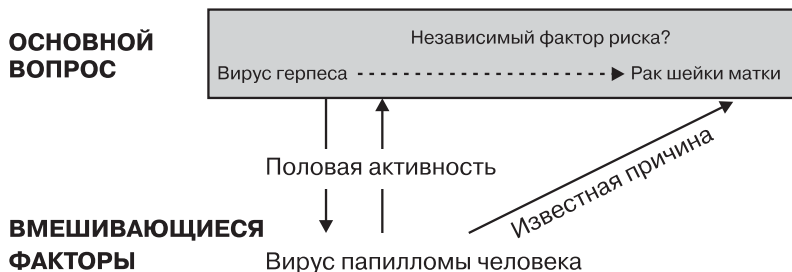 ОСНОВНОЙ
ВОПРОС
Независимый фактор риска?
Вирус герпеса
Рак шейки матки
Половая активность
Известная причина
ВМЕШИВАЮЩИЕСЯ
ФАКТОРЫ
Вирус папилломы человека